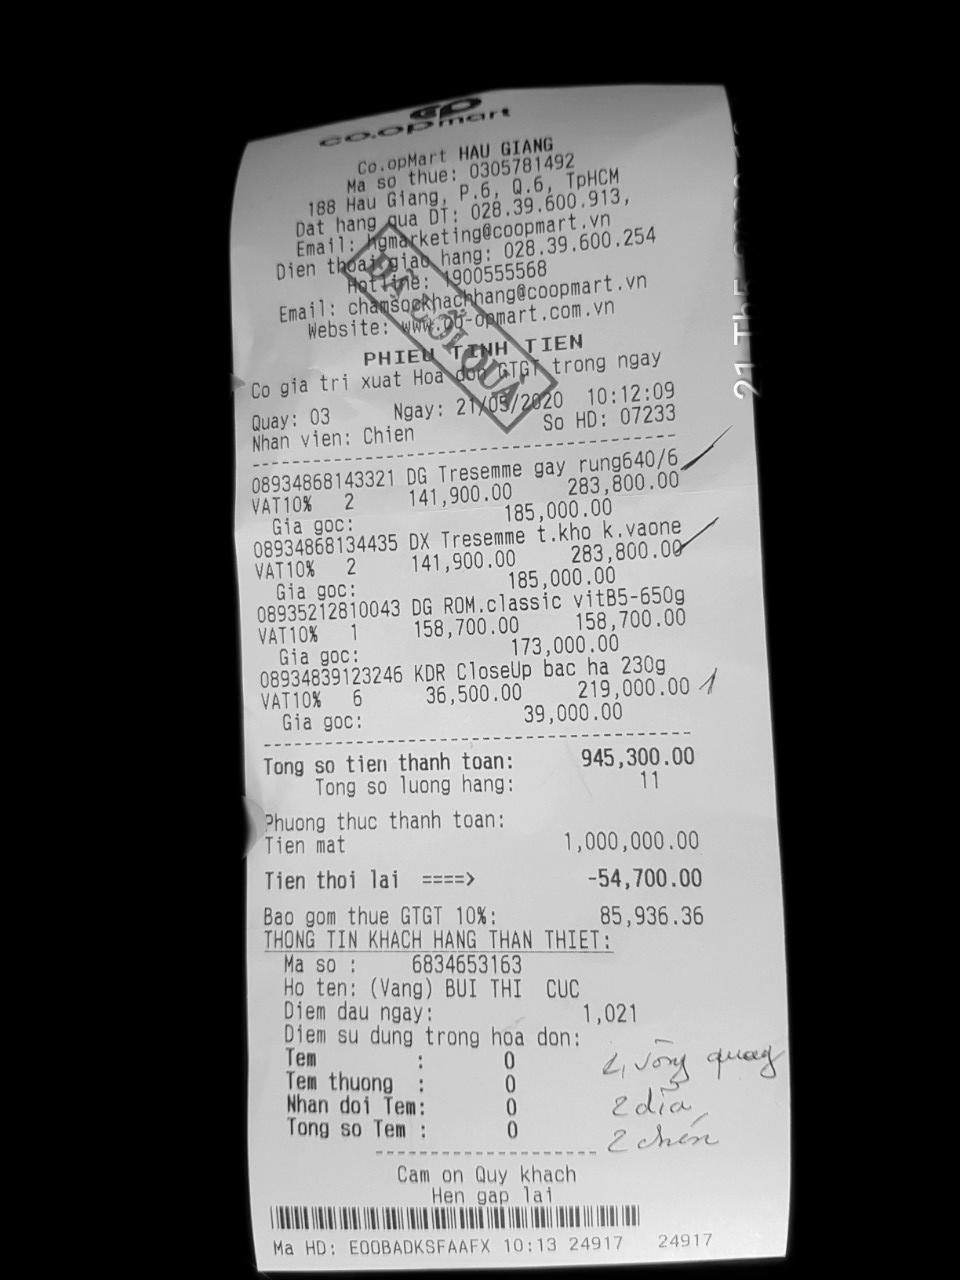 co.opmart
Co.opMart HAU GIANG
Ma so thue: 0305781492
188 Hau Giang, P.6, Q.6, TpHCM
Dat hang qua DT: 028.39.600.913,
Email: hgmarketing@coopmart.vn
Dien thoai giao hang: 028.39.600.254
Hotline: 1900555568
Email: chamsockhachhang@coopmart.vn
Website: www.co-opmart.com.vn
ĐÃ ĐỔI QUÀ
PHIEU TINH TIEN
Co gia tri xuat Hoa don GTGT trong ngay
Quay: 03 Ngay: 21/05/2020 10:12:09
Nhan vien: Chien So HD: 07233
08934868143321 DG Tresemme gay rung640/6
VAT10% 2 141,900.00 283,800.00
Gia goc: 185,000.00
08934868134435 DX Tresemme t.kho k.vaone
VAT10% 2 141,900.00 283,800.00
Gia goc: 185,000.00
08935212810043 DG ROM.classic vitB5-650g
VAT10% 1 158,700.00 158,700.00
Gia goc: 173,000.00
08934839123246 KDR CloseUp bac ha 230g
VAT10% 6 36,500.00 219,000.00
Gia goc: 39,000.00
Tong so tien thanh toan: 945,300.00
Tong so luong hang: 11
Phuong thuc thanh toan:
Tien mat 1,000,000.00
Tien thoi lai ====> -54,700.00
Bao gom thue GTGT 10%: 85,936.36
THONG TIN KHACH HANG THAN THIET:
Ma so : 6834653163
Ho ten: (Vang) BUI THI CUC
Diem dau ngay: 1,021
Diem su dung trong hoa don:
Tem : 0
Tem thuong : 0
Nhan doi Tem: 0
Tong so Tem : 0
vòng quay
2 dĩa
2 chén
Cam on Quy khach
Hen gap lai
Ma HD: EOOBADKSFAAFX 10:13 24917 24917
21 Th5